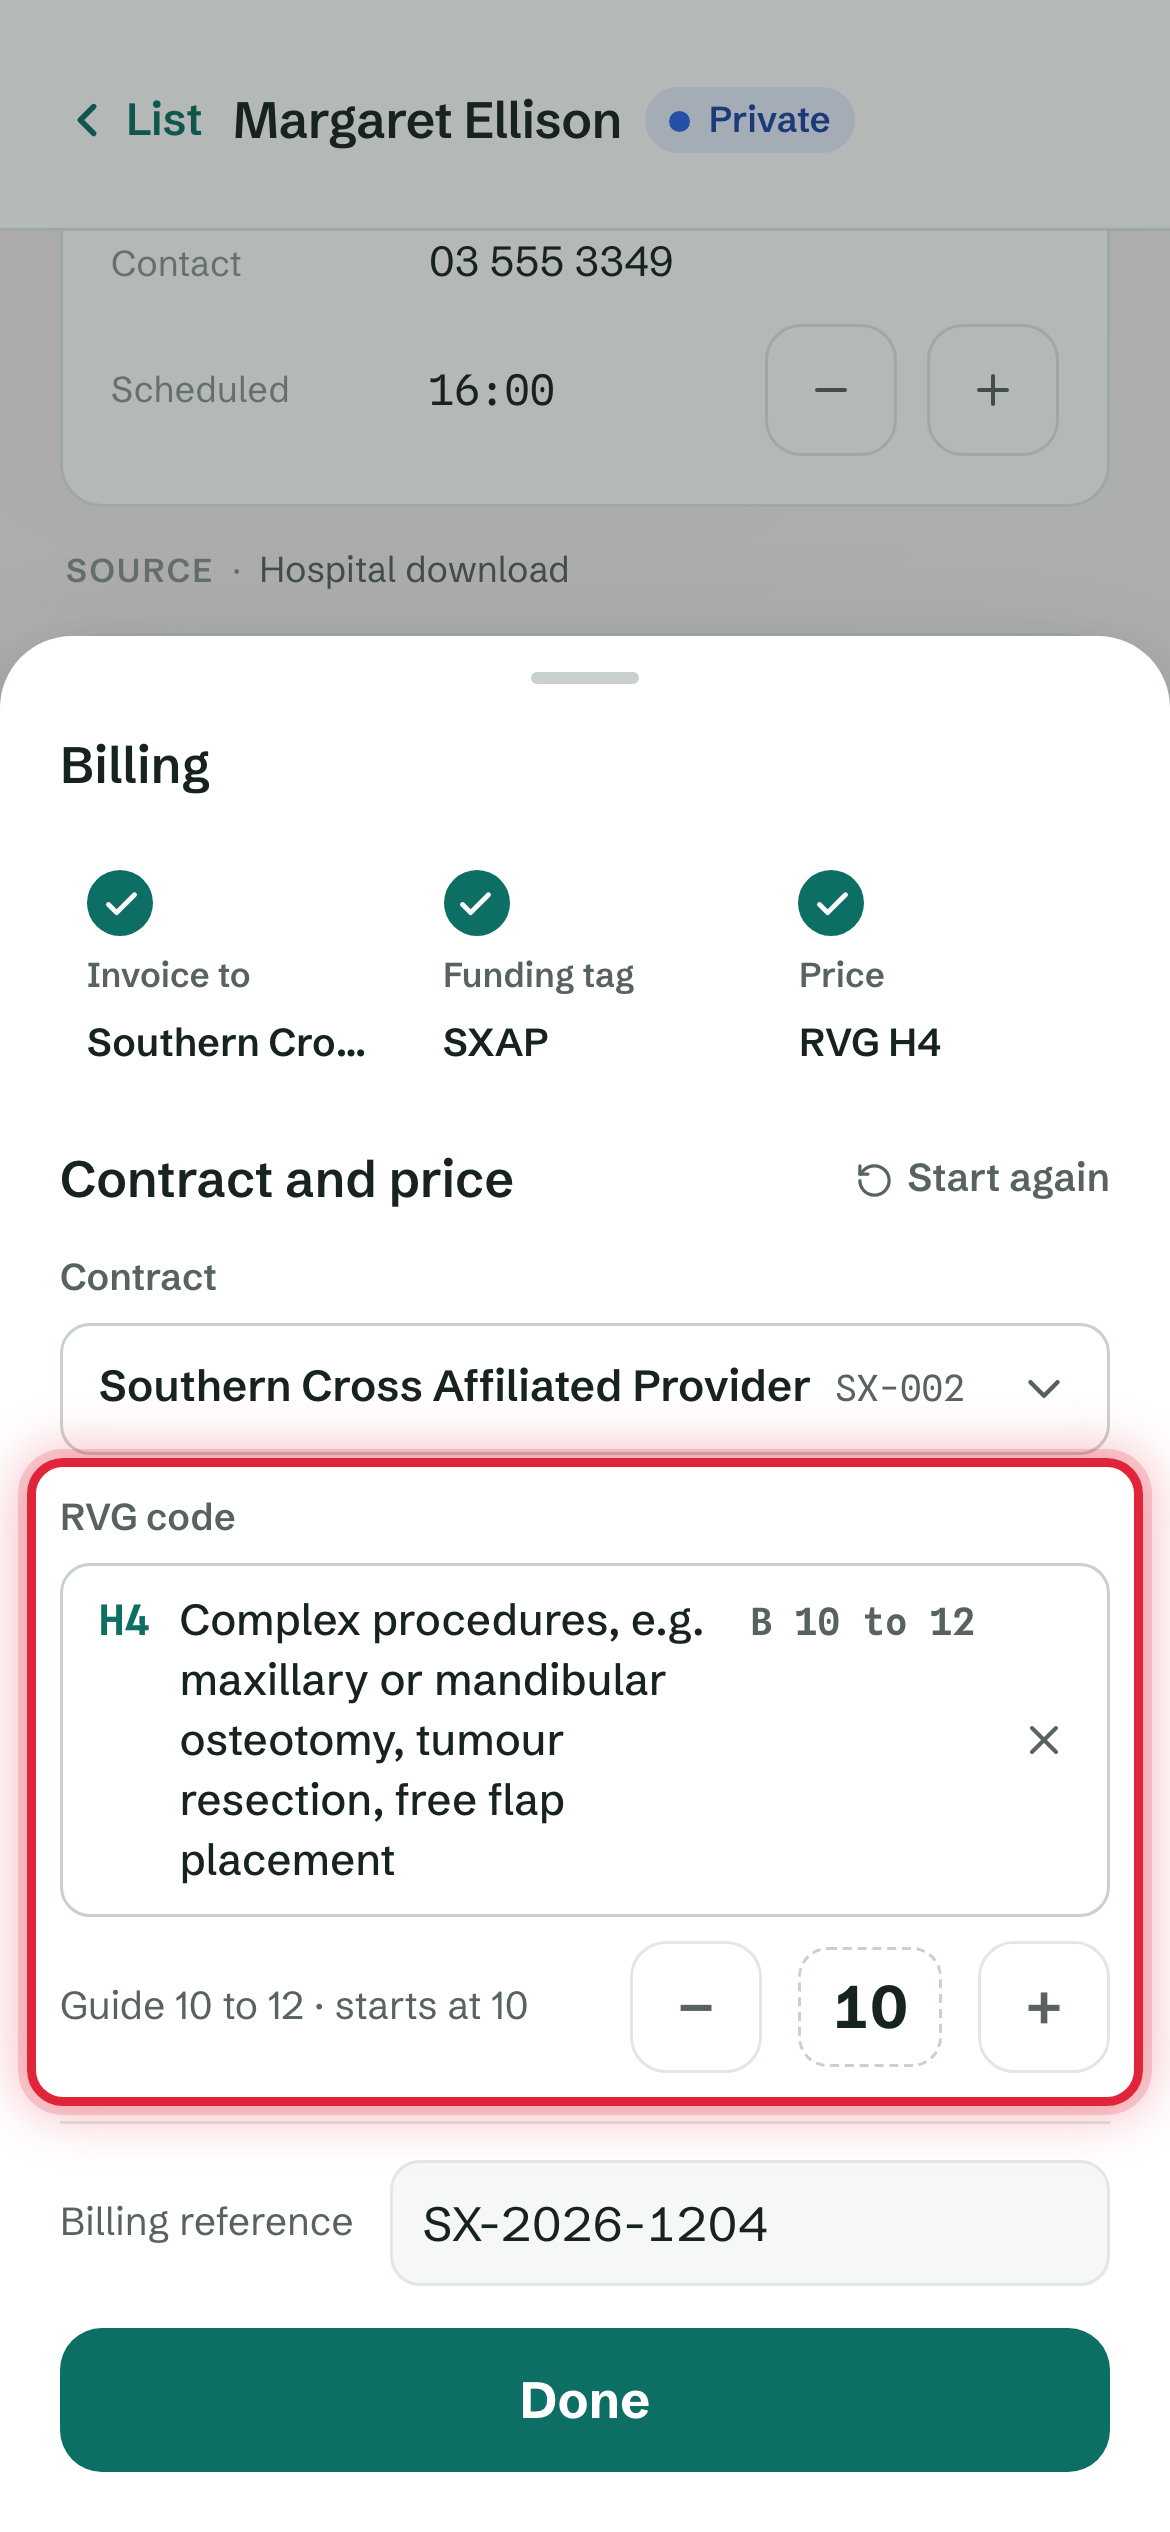 List Margaret Ellison Private
Contact 03 555 3349
Scheduled 16:00
SOURCE · Hospital download
Billing
Invoice to Funding tag Price
Southern Cro... SXAP RVG H4
Contract and price Start again
Contract
Southern Cross Affiliated Provider SX-002
RVG code
H4 Complex procedures, e.g. B 10 to 12
maxillary or mandibular
osteotomy, tumour
resection, free flap
placement
Guide 10 to 12 · starts at 10 − 10 +
Billing reference SX-2026-1204
Done